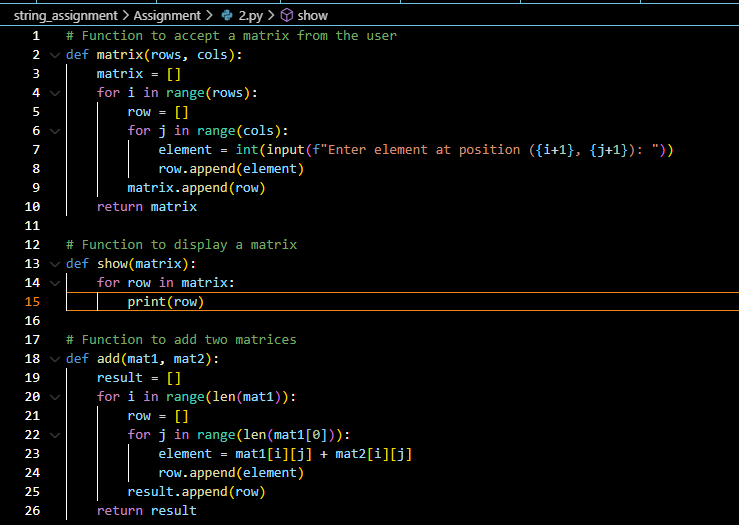 string_assignment > Assignment > 2.py > show
1 # Function to accept a matrix from the user
2 def matrix(rows, cols):
3     matrix = []
4     for i in range(rows):
5         row = []
6         for j in range(cols):
7             element = int(input(f"Enter element at position ({i+1}, {j+1}): "))
8             row.append(element)
9         matrix.append(row)
10     return matrix
11
12 # Function to display a matrix
13 def show(matrix):
14     for row in matrix:
15         print(row)
16
17 # Function to add two matrices
18 def add(mat1, mat2):
19     result = []
20     for i in range(len(mat1)):
21         row = []
22         for j in range(len(mat1[0])):
23             element = mat1[i][j] + mat2[i][j]
24             row.append(element)
25         result.append(row)
26     return result